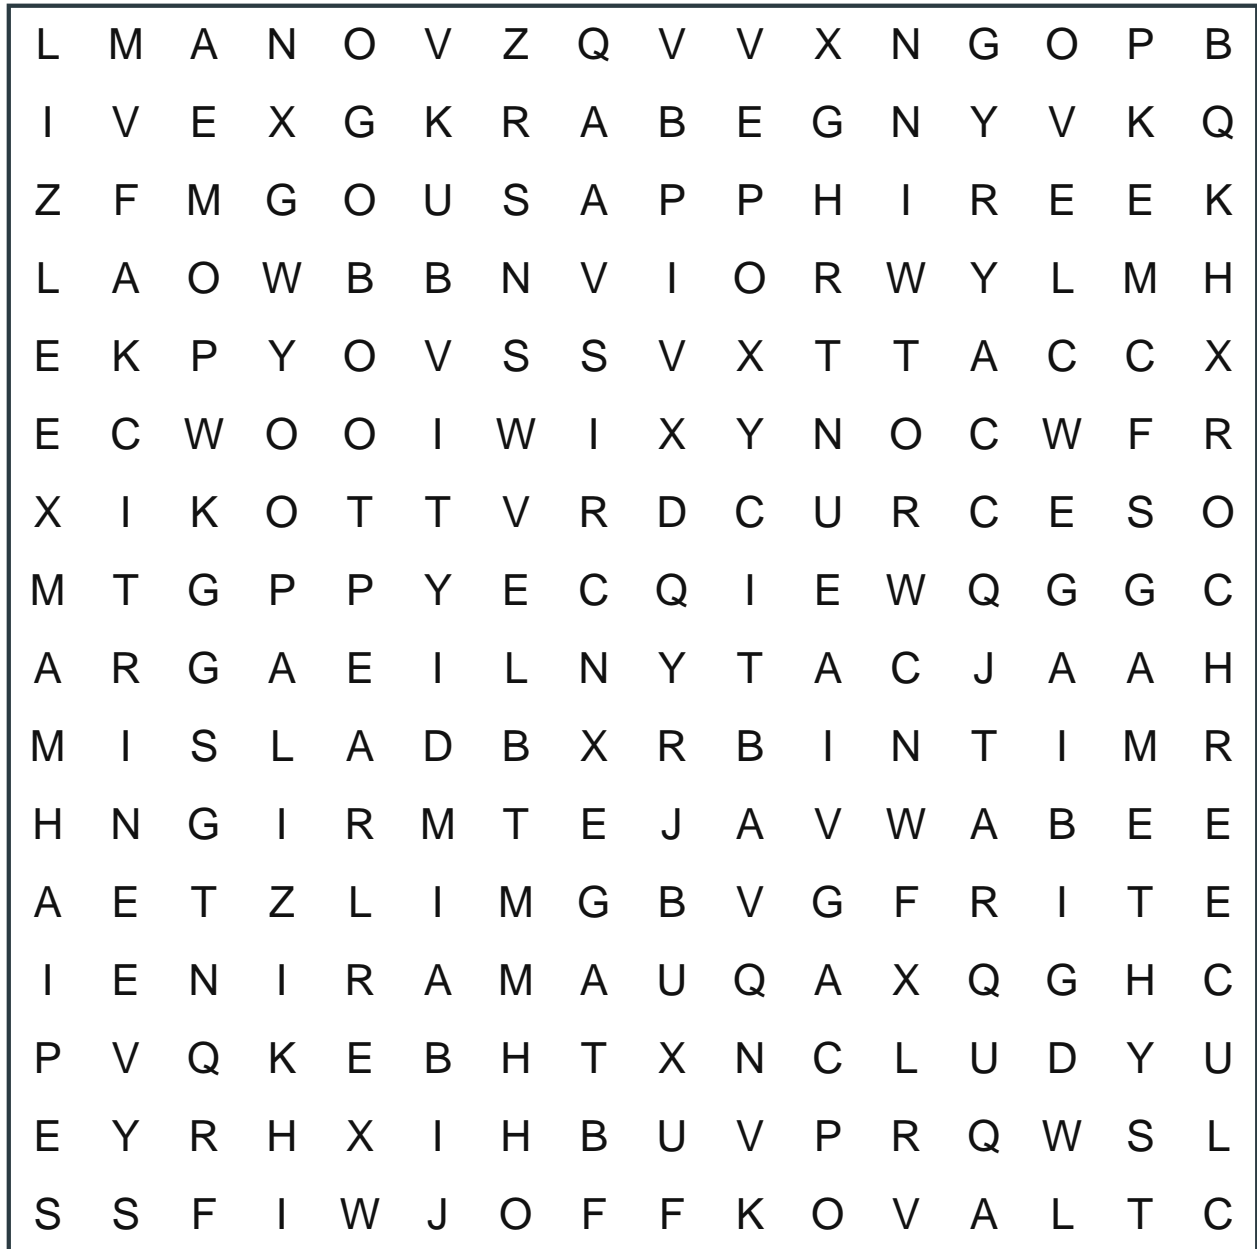 L M A N O V Z Q V V X N G O P B
I V E X G K R A B E G N Y V K Q
Z F M G O U S A P P H I R E E K
L A O W B B N V I O R W Y L M H
E K P Y O V S S V X T T A C C X
E C W O O I W I X Y N O C W F R
X I K O T T V R D C U R C E S O
M T G P P Y E C Q I E W Q G G C
A R G A E I L N Y T A C J A A H
M I S L A D B X R B I N T I M R
H N G I R M T E J A V W A B E E
A E T Z L I M G B V G F R I T E
I E N I R A M A U Q A X Q G H C
P V Q K E B H T X N C L U D Y U
E Y R H X I H B U V P R Q W S L
S S F I W J O F F K O V A L T C